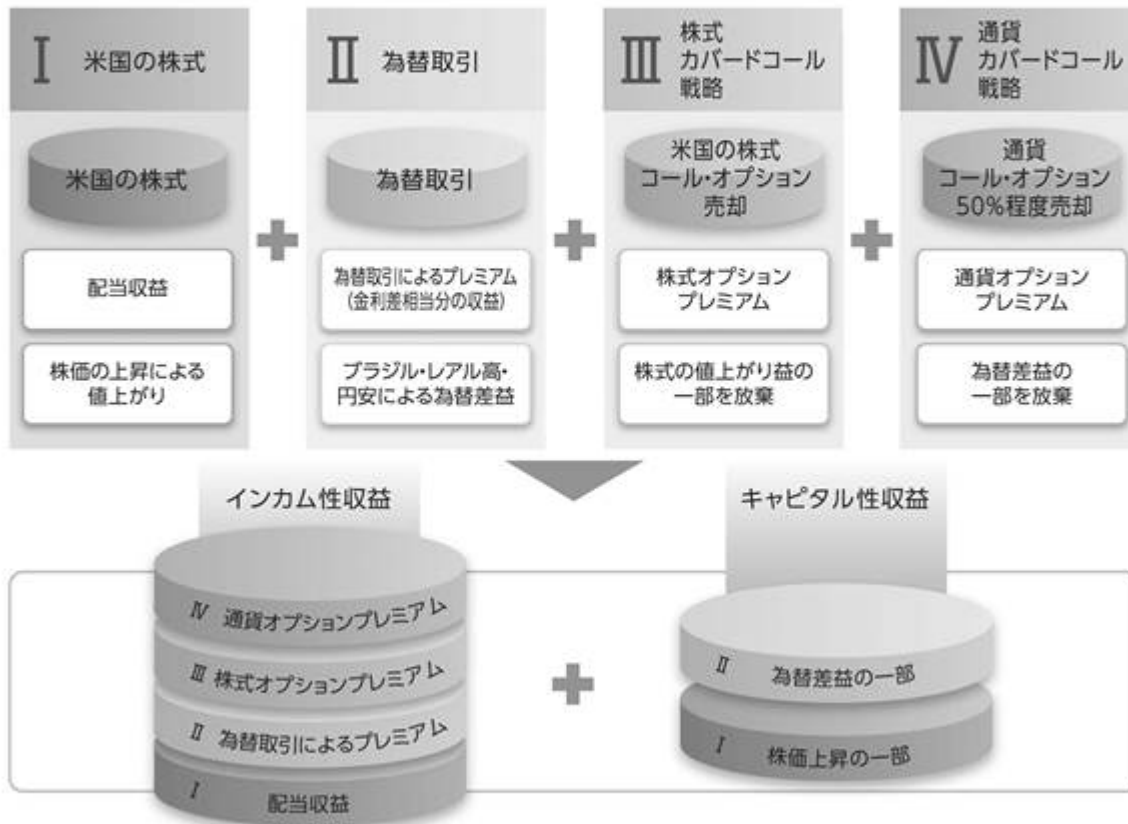 Ⅰ 米国の株式
Ⅱ 為替取引
Ⅲ 株式
カバードコール
戦略
Ⅳ 通貨
カバードコール
戦略
米国の株式
為替取引
米国の株式
コール・オプション
売却
通貨
コール・オプション
50%程度売却
配当収益
為替取引によるプレミアム
(金利差相当分の収益)
株式オプション
プレミアム
通貨オプション
プレミアム
株価の上昇による
値上がり
ブラジル・レアル高・
円安による為替差益
株式の値上がり益の
一部を放棄
為替差益の
一部を放棄
インカム性収益
キャピタル性収益
Ⅳ 通貨オプションプレミアム
Ⅲ 株式オプションプレミアム
Ⅱ 為替取引によるプレミアム
Ⅰ 配当収益
Ⅱ 為替差益の一部
Ⅰ 株価上昇の一部